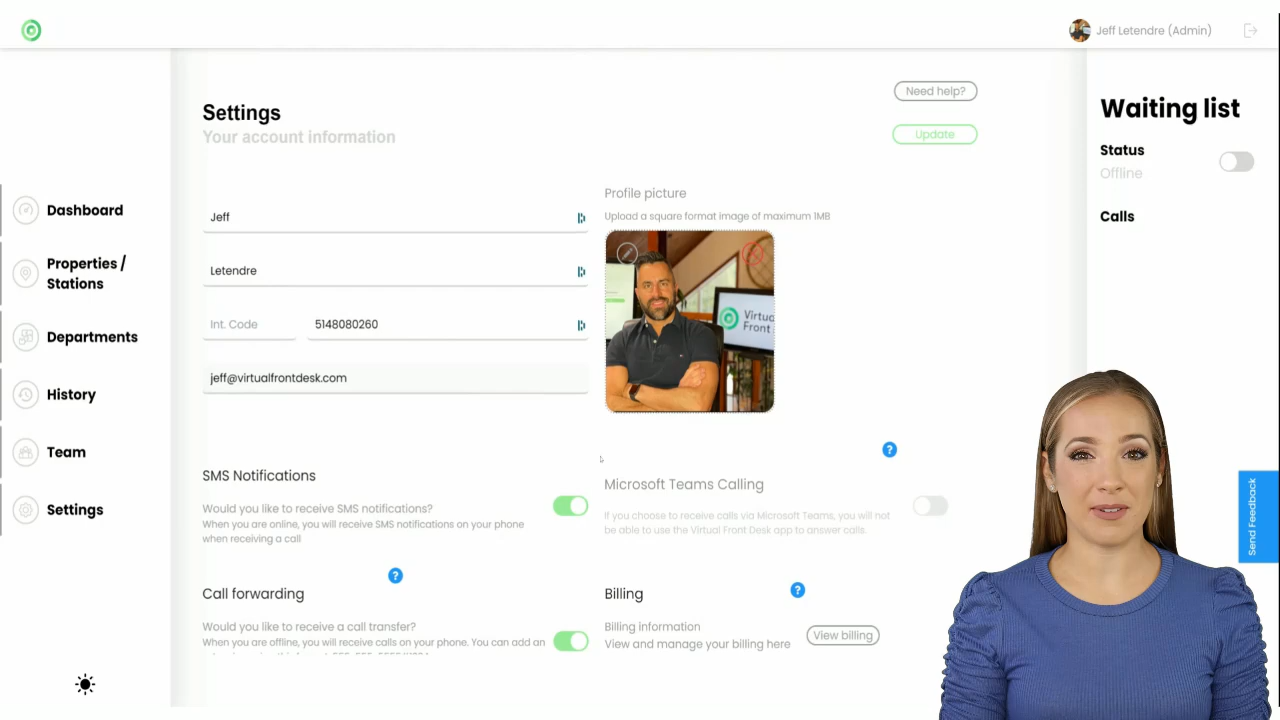 Jeff Letendre (Admin)
Need help?
Settings
Your account information
Update
Waiting list
Status
Offline
Calls
Dashboard
Properties /
Stations
Departments
History
Team
Settings
Jeff
Letendre
Int. Code
5148080260
jeff@virtualfrontdesk.com
Profile picture
Upload a square format image of maximum 1MB
Virtu
Front
SMS Notifications
Would you like to receive SMS notifications?
When you are online, you will receive SMS notifications on your phone
when receiving a call
?
Microsoft Teams Calling
If you choose to receive calls via Microsoft Teams, you will not
be able to use the Virtual Front Desk app to answer calls.
?
Call forwarding
Would you like to receive a call transfer?
When you are offline, you will receive calls on your phone. You can add an
?
Billing
Billing information
View and manage your billing here
View billing
Send Feedback